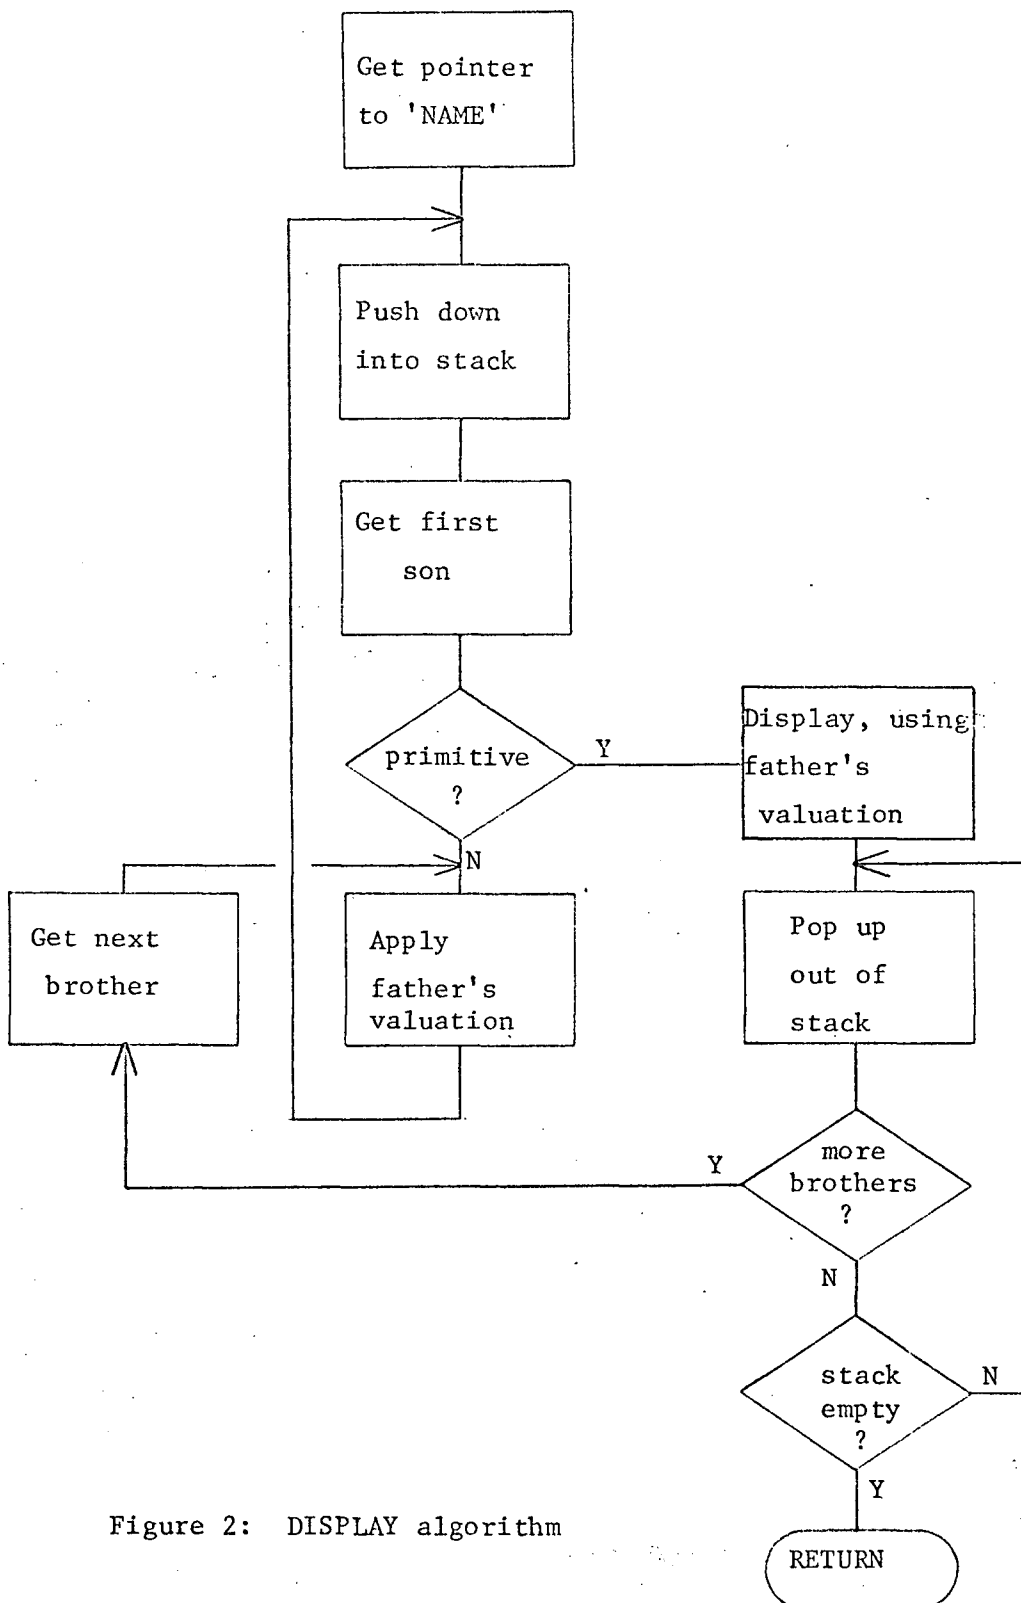 Get pointer
to 'NAME'
Push down
into stack
Get first
son
primitive
?
Y
Display, using
father's
valuation
N
Get next
brother
Apply
father's
valuation
Pop up
out of
stack
more
brothers
?
Y
N
stack
empty
?
N
Y
RETURN
Figure 2: DISPLAY algorithm